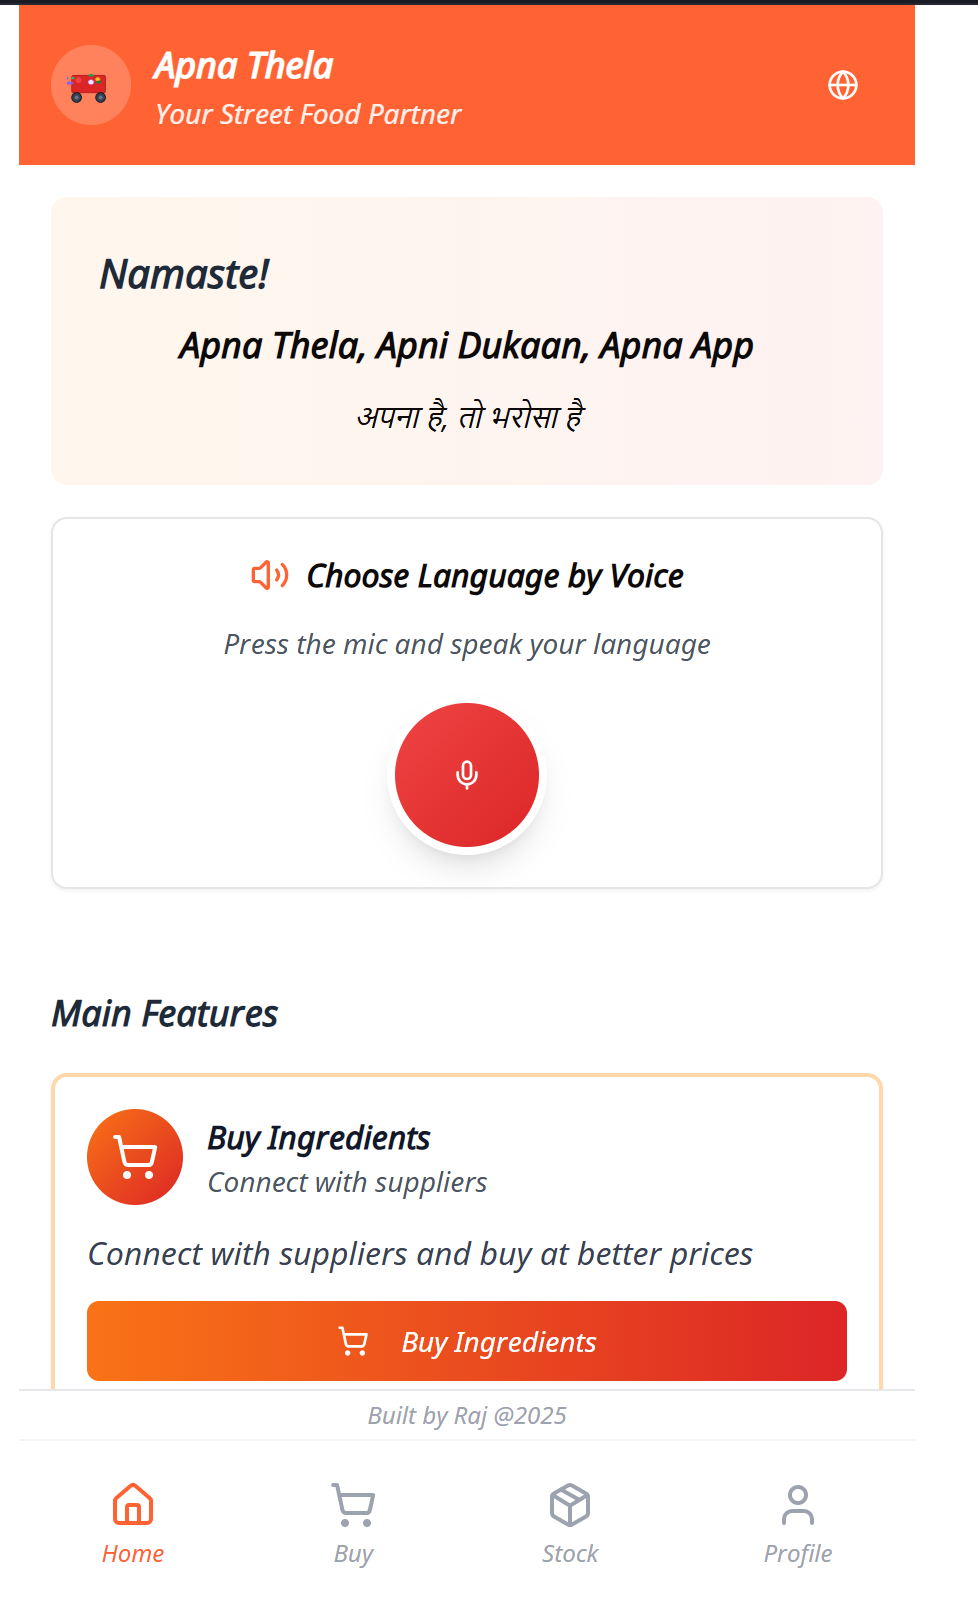 Apna Thela
Your Street Food Partner
Namaste!
Apna Thela, Apni Dukaan, Apna App
अपना है, तो भरोसा है
Choose Language by Voice
Press the mic and speak your language
Main Features
Buy Ingredients
Connect with suppliers
Connect with suppliers and buy at better prices
Buy Ingredients
Built by Raj @2025
Home
Buy
Stock
Profile